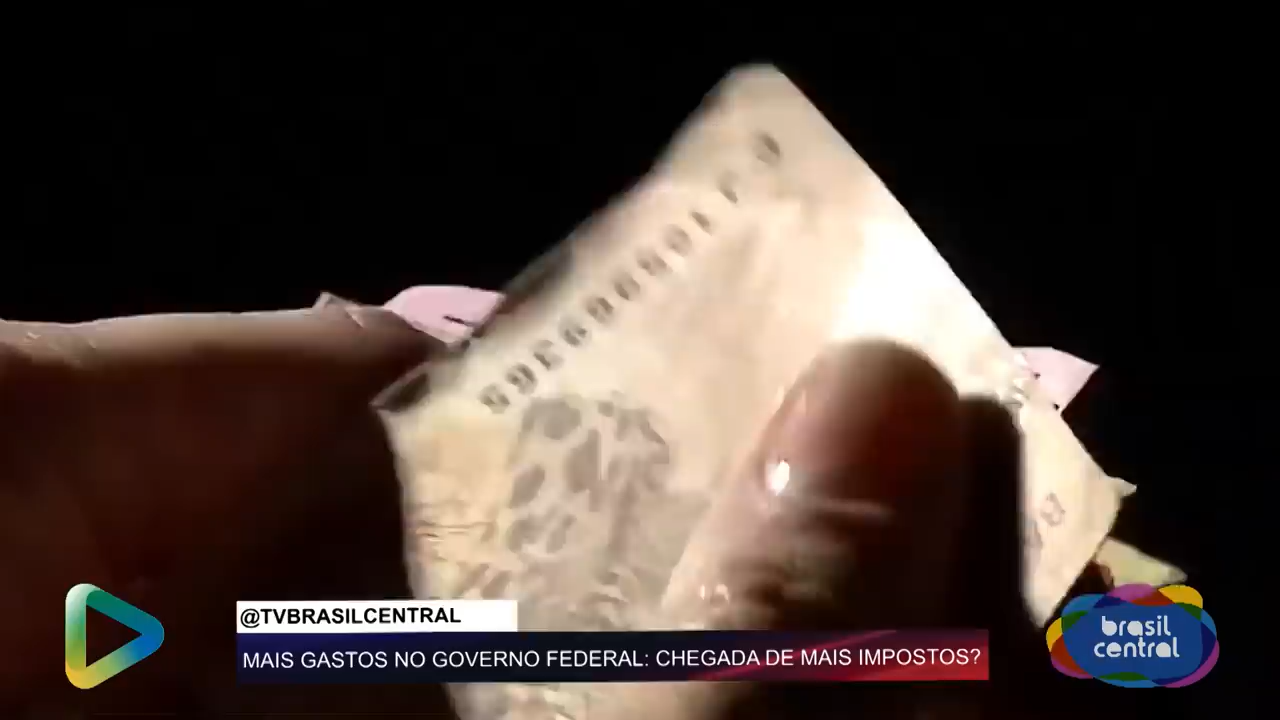 @TVBRASILCENTRAL
MAIS GASTOS NO GOVERNO FEDERAL: CHEGADA DE MAIS IMPOSTOS?
brasil
central